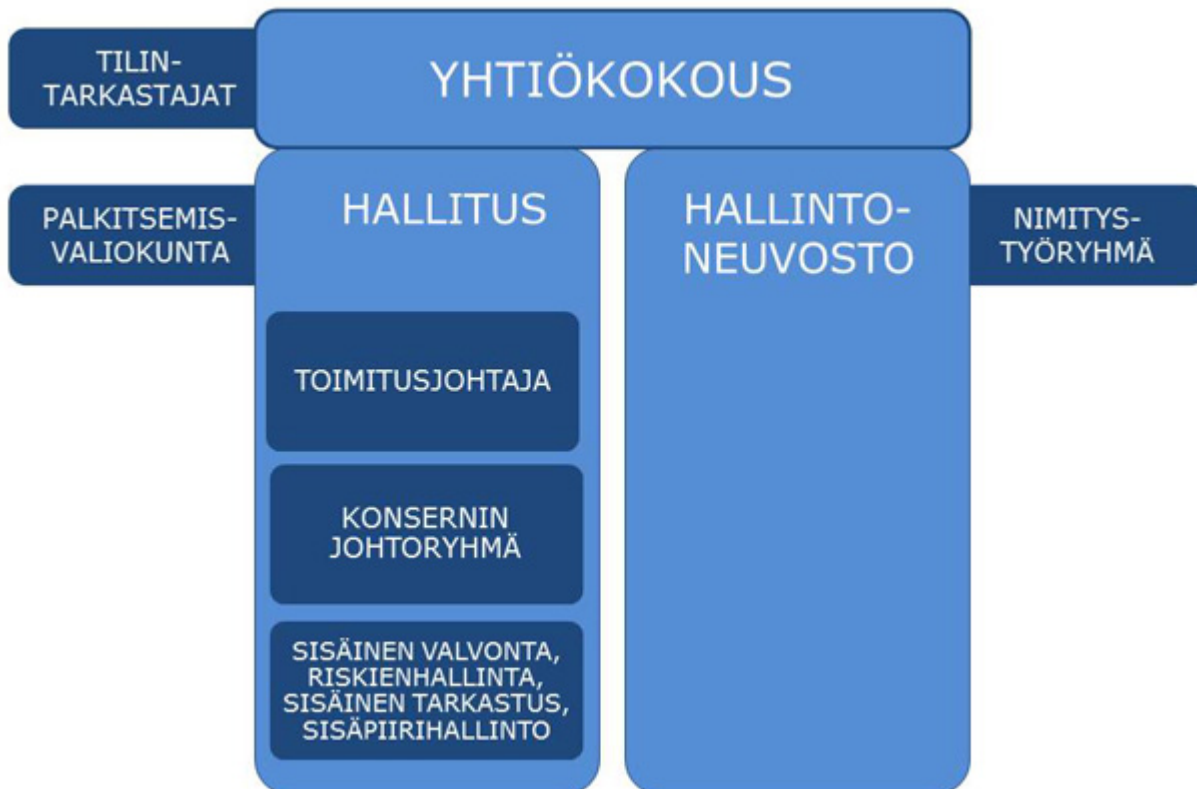 TILIN-
TARKASTAJAT
YHTIÖKOKOUS
PALKITSEMIS-
VALIOKUNTA
HALLITUS
HALLINTO-
NEUVOSTO
NIMITYS-
TYÖRYHMÄ
TOIMITUSJOHTAJA
KONSERNIN
JOHTORYHMÄ
SISÄINEN VALVONTA,
RISKIENHALLINTA,
SISÄINEN TARKASTUS,
SISÄPIIRIHALLINTO